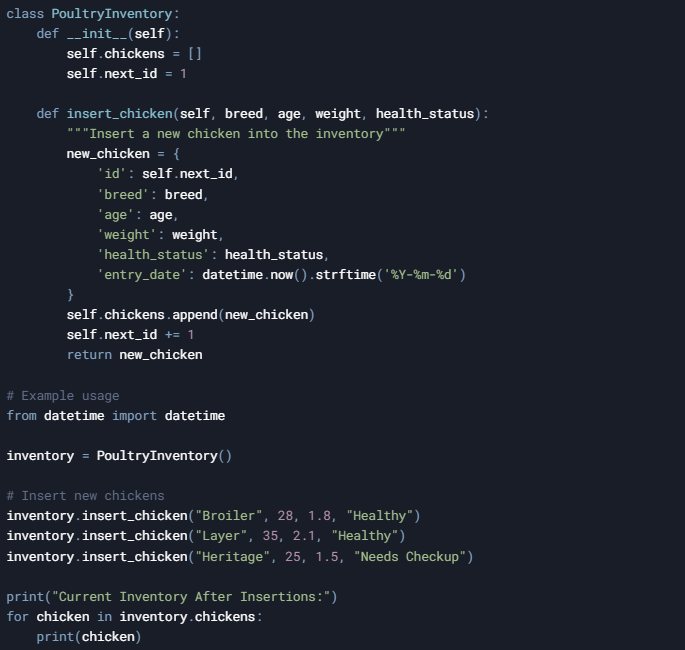 class PoultryInventory:
    def __init__(self):
        self.chickens = []
        self.next_id = 1

    def insert_chicken(self, breed, age, weight, health_status):
        """Insert a new chicken into the inventory"""
        new_chicken = {
            'id': self.next_id,
            'breed': breed,
            'age': age,
            'weight': weight,
            'health_status': health_status,
            'entry_date': datetime.now().strftime('%Y-%m-%d')
        }
        self.chickens.append(new_chicken)
        self.next_id += 1
        return new_chicken

# Example usage
from datetime import datetime

inventory = PoultryInventory()

# Insert new chickens
inventory.insert_chicken("Broiler", 28, 1.8, "Healthy")
inventory.insert_chicken("Layer", 35, 2.1, "Healthy")
inventory.insert_chicken("Heritage", 25, 1.5, "Needs Checkup")

print("Current Inventory After Insertions:")
for chicken in inventory.chickens:
    print(chicken)